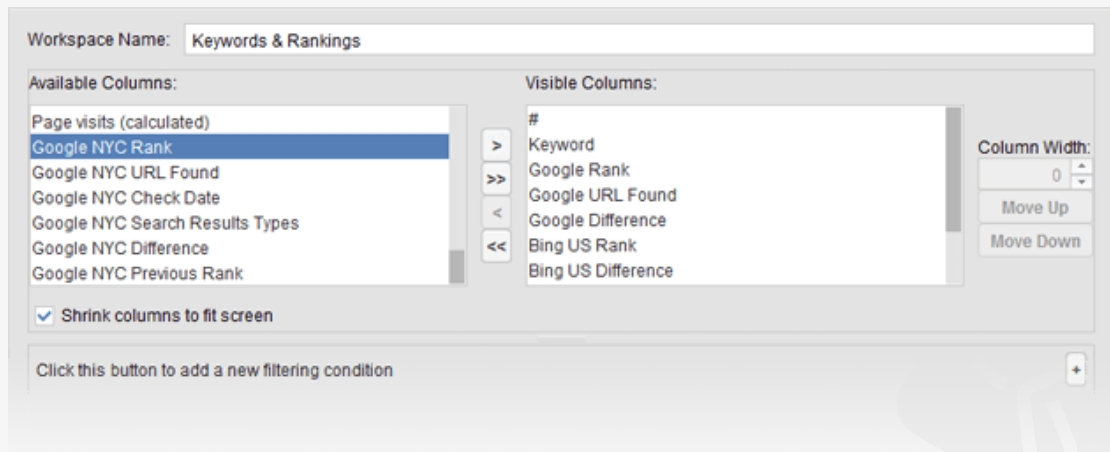 Workspace Name: Keywords & Rankings
Available Columns:
Page visits (calculated)
Google NYC Rank
Google NYC URL Found
Google NYC Check Date
Google NYC Search Results Types
Google NYC Difference
Google NYC Previous Rank
>
>>
<
<<
Visible Columns:
#
Keyword
Google Rank
Google URL Found
Google Difference
Bing US Rank
Bing US Difference
Column Width:
0
Move Up
Move Down
Shrink columns to fit screen
Click this button to add a new filtering condition
+